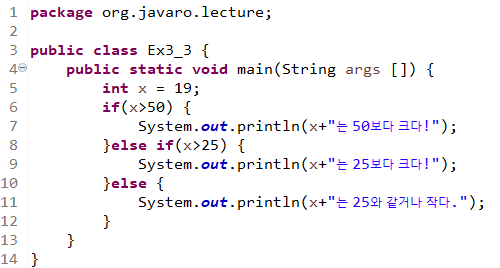 1 package org.javaro.lecture;
2
3 public class Ex3_3 {
4 public static void main(String args []) {
5 int x = 19;
6 if(x>50) {
7 System.out.println(x+"는 50보다 크다!");
8 }else if(x>25) {
9 System.out.println(x+"는 25보다 크다!");
10 }else {
11 System.out.println(x+"는 25와 같거나 작다.");
12 }
13 }
14 }